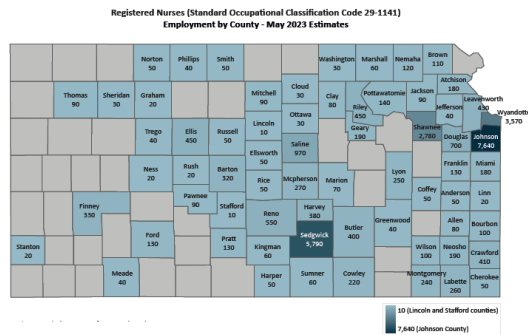 Registered Nurses (Standard Occupational Classification Code 29-1141)
Employment by County - May 2023 Estimates
Norton
50
Phillips
40
Smith
50
Washington
30
Marshall
60
Nemaha
120
Brown
110
Thomas
90
Sheridan
30
Graham
20
Mitchell
90
Cloud
30
Clay
80
Riley
450
Pottawatomie
140
Jackson
90
Atchison
180
Jefferson
40
Leavenworth
430
Wyandotte
3,570
Trego
40
Ellis
450
Russell
50
Lincoln
10
Ottawa
30
Geary
190
Shawnee
2,780
Douglas
700
Johnson
7,640
Saline
970
Ellsworth
50
Ness
20
Rush
20
Barton
320
Rice
50
Mcpherson
270
Marion
70
Lyon
250
Franklin
130
Miami
180
Coffey
50
Anderson
50
Linn
20
Finney
330
Pawnee
90
Stafford
10
Reno
550
Harvey
380
Sedgwick
5,790
Butler
400
Greenwood
40
Allen
80
Bourbon
100
Stanton
20
Ford
130
Pratt
130
Kingman
60
Wilson
100
Neosho
190
Crawford
410
Meade
40
Harper
50
Sumner
60
Cowley
220
Montgomery
240
Labette
260
Cherokee
50
10 (Lincoln and Stafford counties)
7,640 (Johnson County)